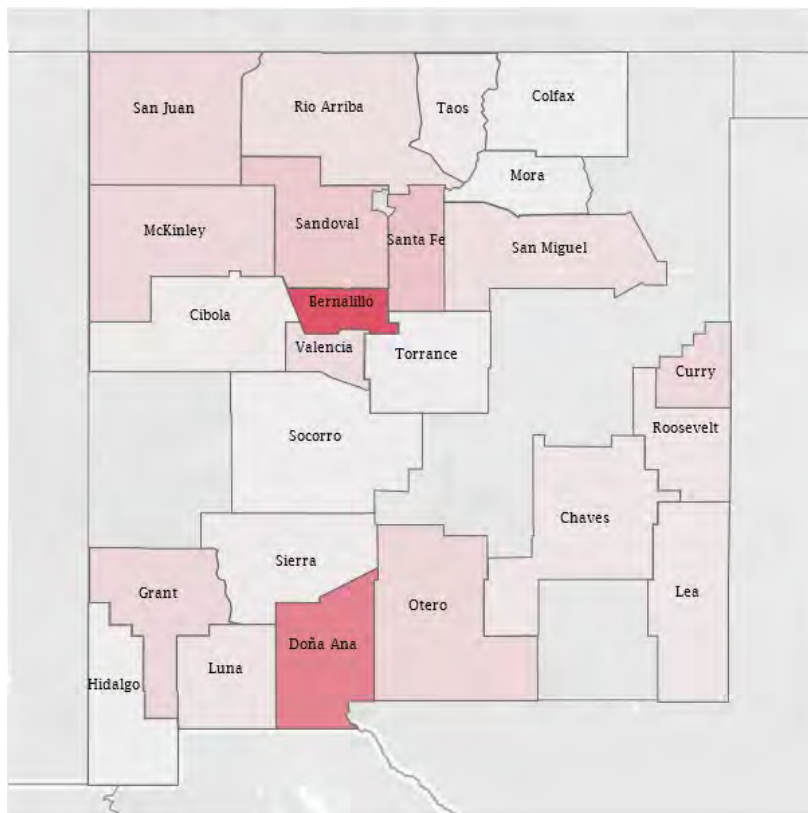 San Juan
Rio Arriba
Taos
Colfax
Mora
McKinley
Sandoval
Santa Fe
San Miguel
Bernalillo
Cibola
Valencia
Torrance
Curry
Roosevelt
Socorro
Chaves
Sierra
Grant
Otero
Lea
Doña Ana
Luna
Hidalgo